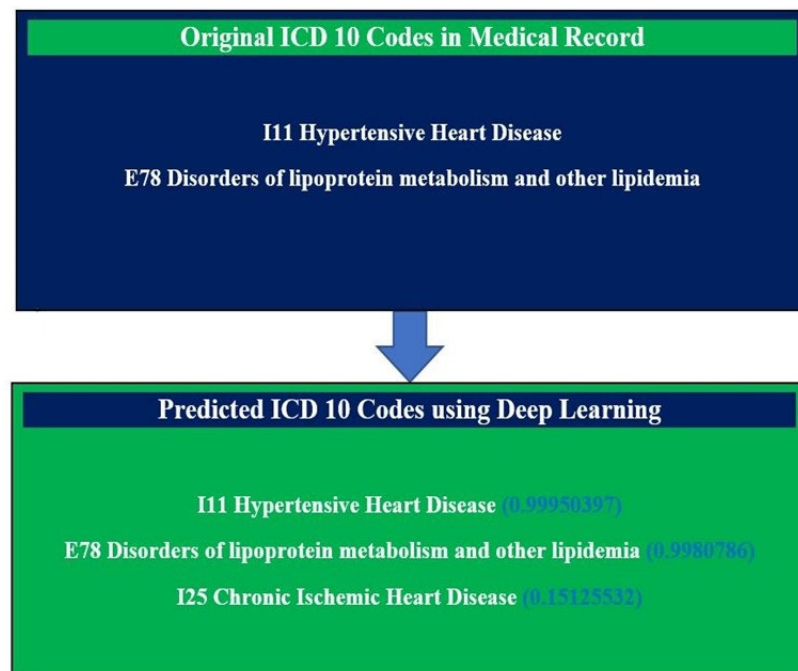 Original ICD 10 Codes in Medical Record
I11 Hypertensive Heart Disease
E78 Disorders of lipoprotein metabolism and other lipidemia
Predicted ICD 10 Codes using Deep Learning
I11 Hypertensive Heart Disease (0.99950397)
E78 Disorders of lipoprotein metabolism and other lipidemia (0.9980786)
I25 Chronic Ischemic Heart Disease (0.15125532)